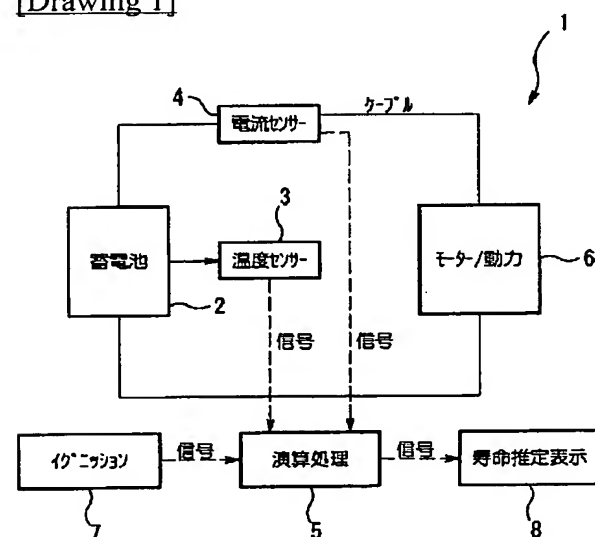 [Drawing 1]
1
4
電流センサー
ケーブル
3
蓄電池
温度センサー
モーター/動力
6
2
信号
信号
イグニッション
信号
演算処理
信号
寿命推定表示
7
5
8